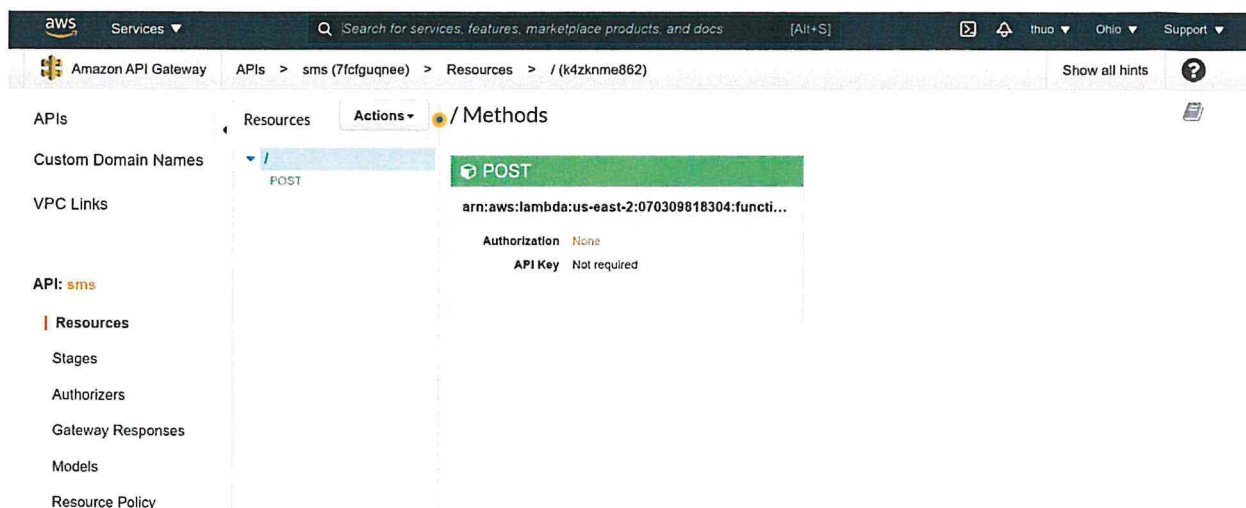 aws Services ▼ Search for services, features, marketplace products, and docs [Alt+S] thuo ▼ Ohio ▼ Support ▼
Amazon API Gateway APIs > sms (7fcfguqnee) > Resources > / (k4zknme862) Show all hints ?
APIs
Custom Domain Names
VPC Links
API: sms
Resources
Stages
Authorizers
Gateway Responses
Models
Resource Policy
Resources Actions ▾
/
POST
/ Methods
POST
arn:aws:lambda:us-east-2:070309818304:functi...
Authorization None
API Key Not required